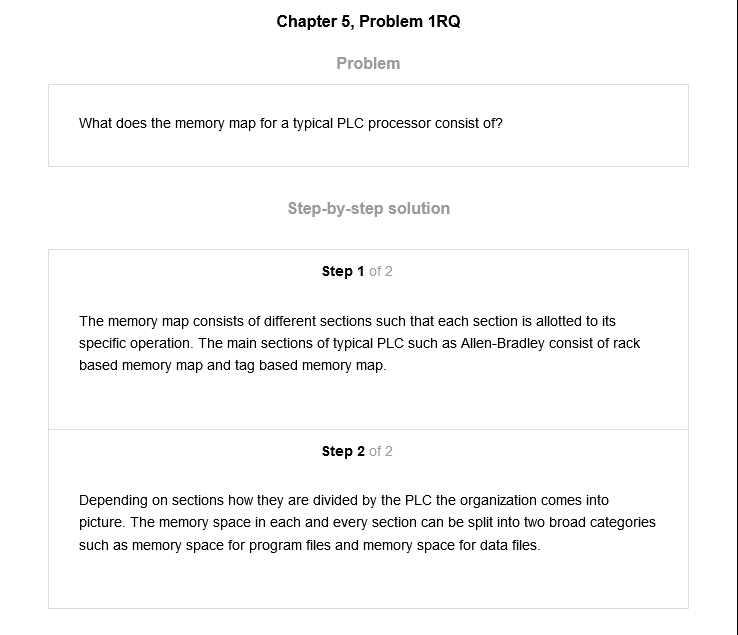 Chapter 5, Problem 1RQ
Problem
What does the memory map for a typical PLC processor consist of?
Step-by-step solution
Step 1 of 2
The memory map consists of different sections such that each section is allotted to its
specific operation. The main sections of typical PLC such as Allen-Bradley consist of rack
based memory map and tag based memory map.
Step 2 of 2
Depending on sections how they are divided by the PLC the organization comes into
picture. The memory space in each and every section can be split into two broad categories
such as memory space for program files and memory space for data files.